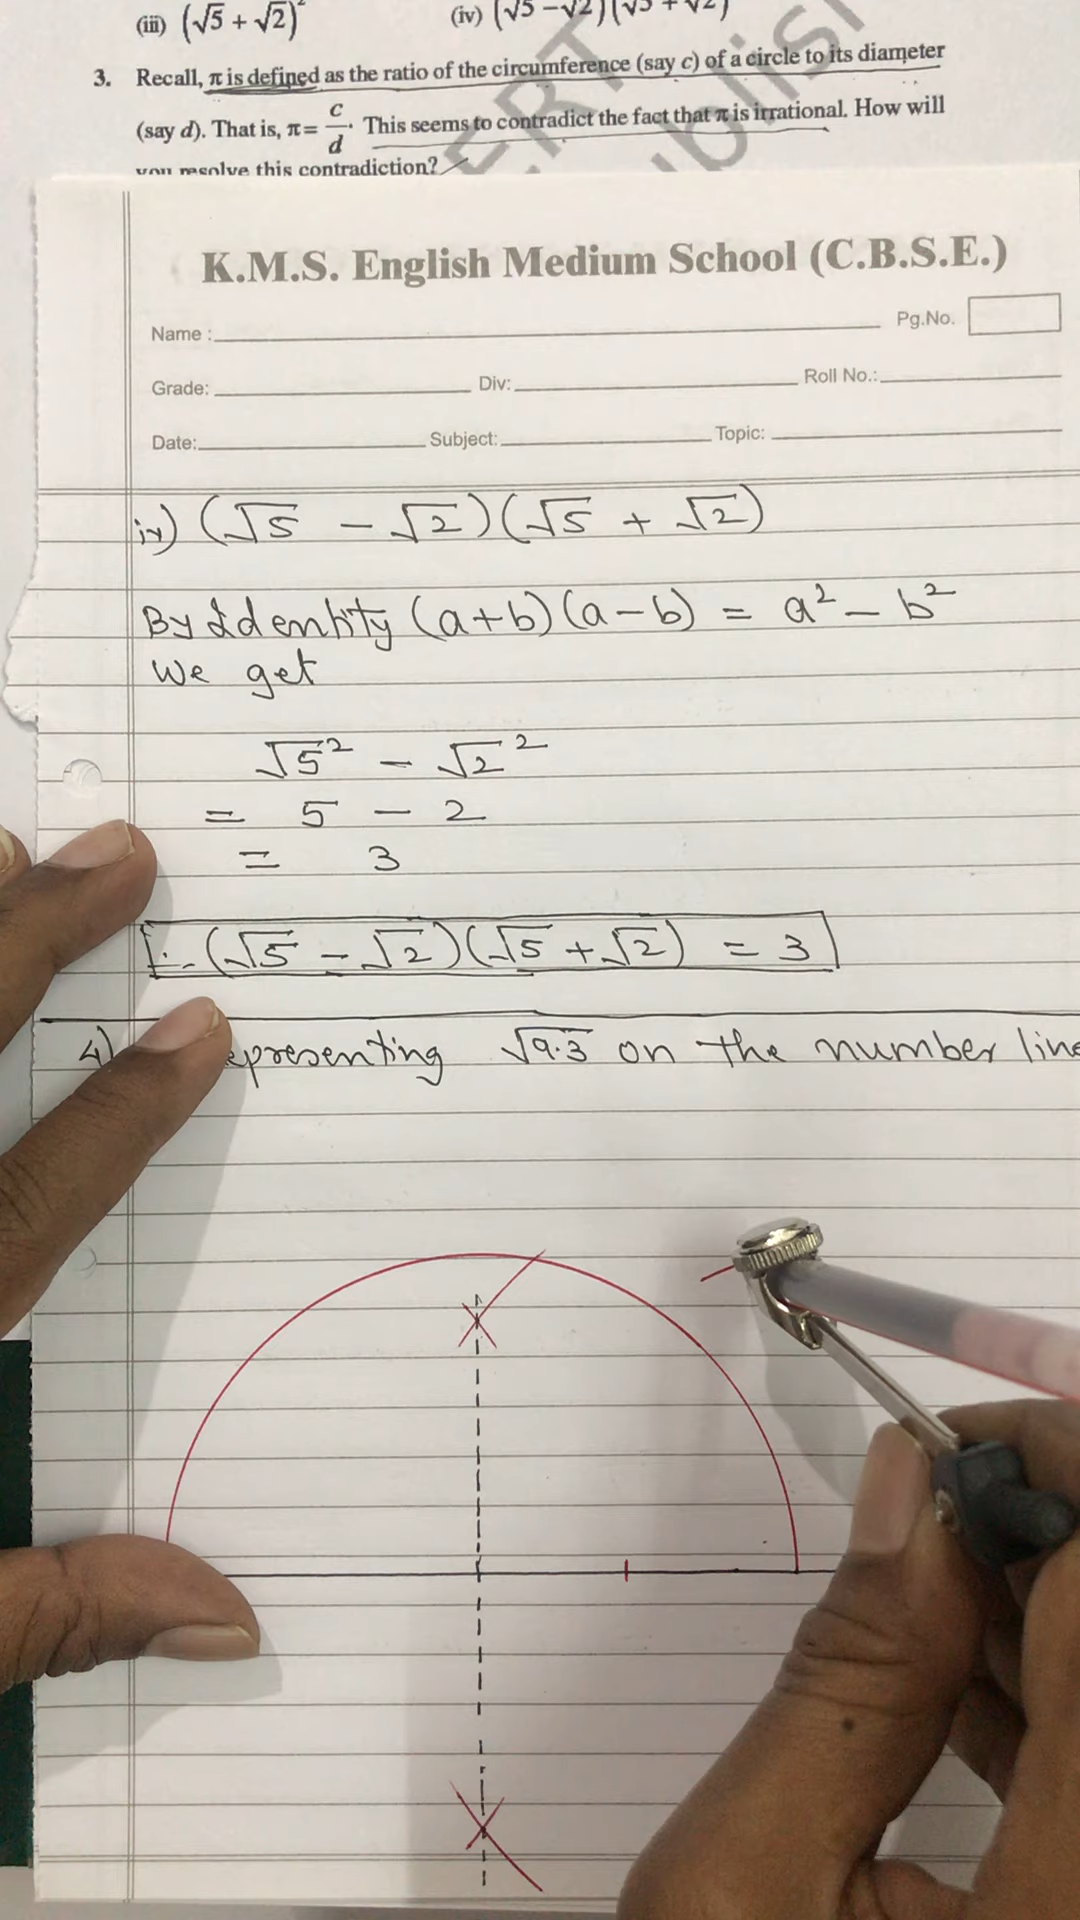 (iii) (√5 + √2)² (iv) (√5 − √2)(√5 + √2)
3. Recall, π is defined as the ratio of the circumference (say c) of a circle to its diameter
(say d). That is, π = c/d. This seems to contradict the fact that π is irrational. How will
you resolve this contradiction?
K.M.S. English Medium School (C.B.S.E.)
Name : Pg.No.
Grade: Div: Roll No.:
Date: Subject: Topic:
iv) (√5 − √2)(√5 + √2)
By Identity (a+b)(a−b) = a² − b²
We get
√5² − √2²
= 5 − 2
= 3
∴ (√5 − √2)(√5 + √2) = 3
4) epresenting √9.3 on the number line